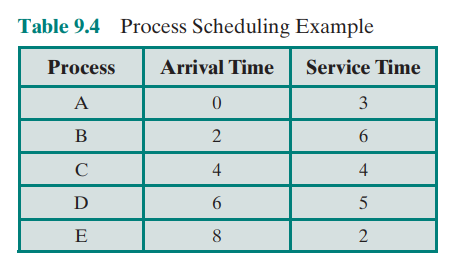 Table 9.4 Process Scheduling Example
Process Arrival Time Service Time
A 0 3
B 2 6
C 4 4
D 6 5
E 8 2